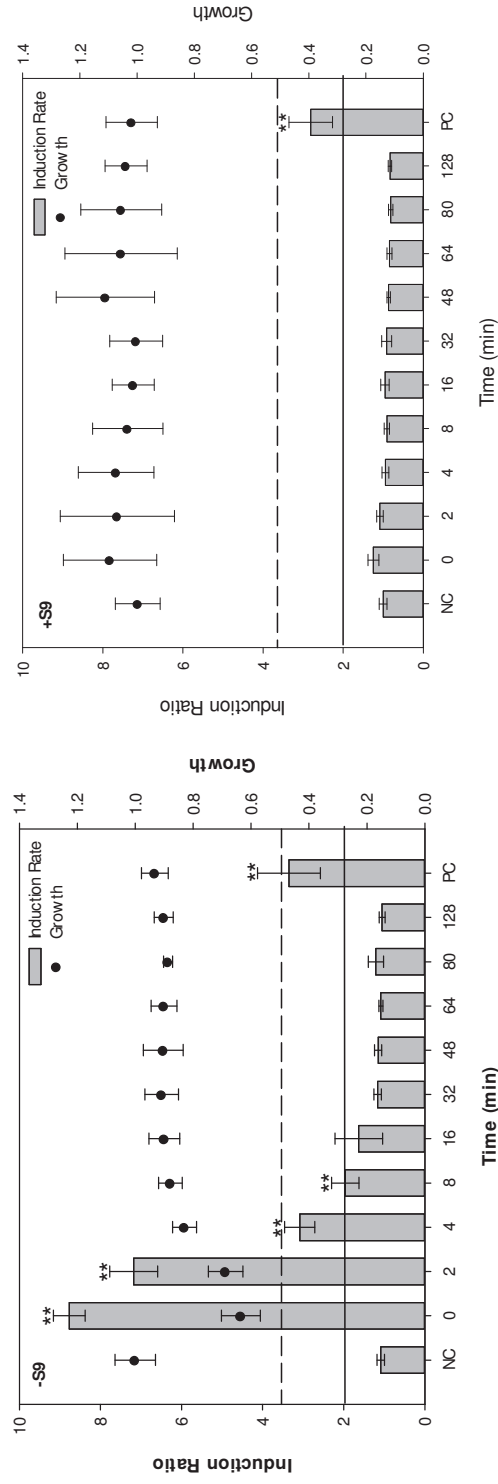 -S9
Induction Rate
Growth
**
**
**
**
**
10
8
6
4
2
0
Induction Ratio
1.4
1.2
1.0
0.8
0.6
0.4
0.2
0.0
Growth
NC 0 2 4 8 16 32 48 64 80 128 PC
Time (min)
+S9
Induction Rate
Growth
**
10
8
6
4
2
0
Induction Ratio
1.4
1.2
1.0
0.8
0.6
0.4
0.2
0.0
Growth
NC 0 2 4 8 16 32 48 64 80 128 PC
Time (min)